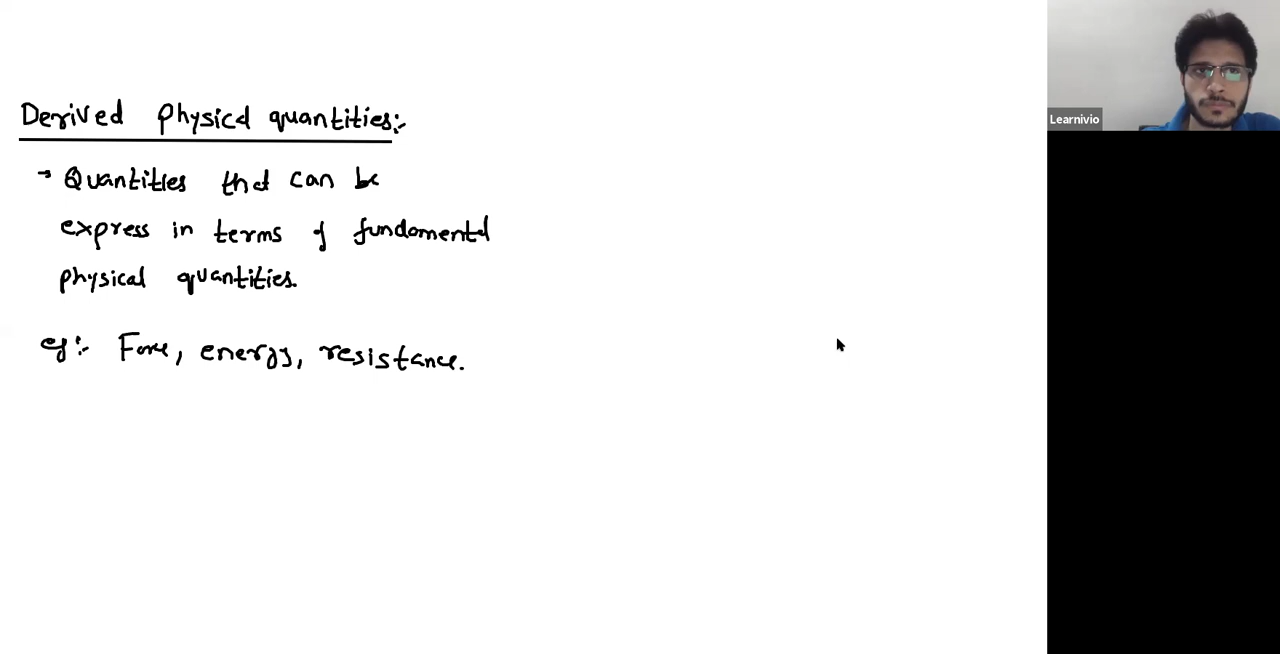 Derived Physical quantities:-
→ Quantities that can be
express in terms of fundamental
physical quantities.
eg:- Force, energy, resistance.
Learnivio